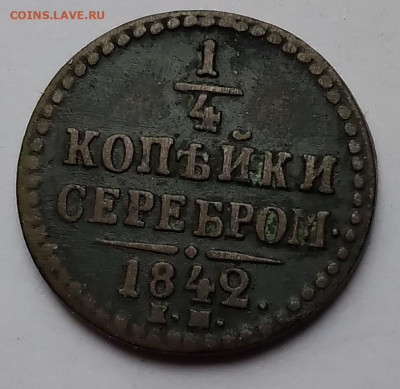 COINS.LAVE.RU
1
4
КОПѢЙКИ
СЕРЕБРОМ.
1842.